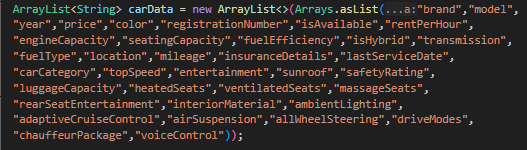 ArrayList<String> carData = new ArrayList<>(Arrays.asList(...a:"brand","model",
"year","price","color","registrationNumber","isAvailable","rentPerHour",
"engineCapacity","seatingCapacity","fuelEfficiency","isHybrid","transmission",
"fuelType","location","mileage","insuranceDetails","lastServiceDate",
"carCategory","topSpeed","entertainment","sunroof","safetyRating",
"luggageCapacity","heatedSeats","ventilatedSeats","massageSeats",
"rearSeatEntertainment","interiorMaterial","ambientLighting",
"adaptiveCruiseControl","airSuspension","allWheelSteering","driveModes",
"chauffeurPackage","voiceControl"));